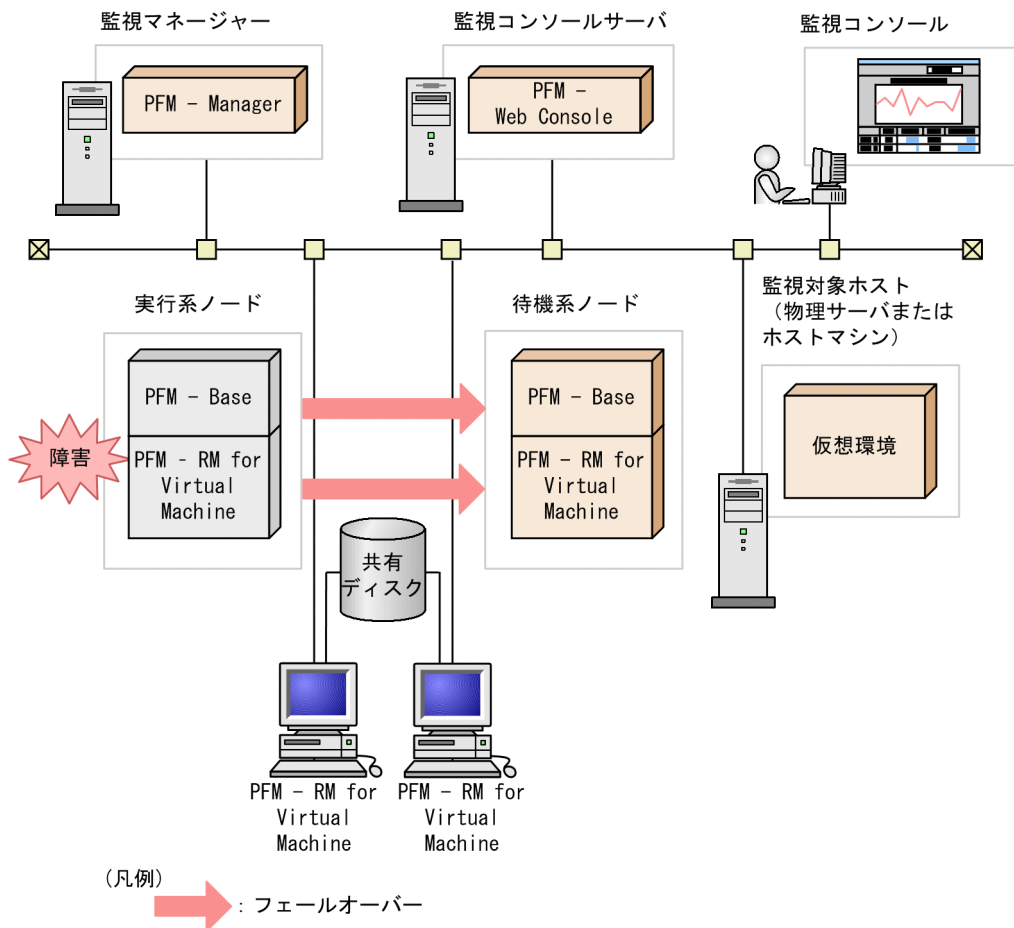 監視マネージャー
監視コンソールサーバ
監視コンソール
PFM - Manager
PFM -
Web Console
実行系ノード
待機系ノード
監視対象ホスト
(物理サーバまたは
ホストマシン)
PFM - Base
PFM - Base
障害
PFM - RM for
Virtual
Machine
PFM - RM for
Virtual
Machine
仮想環境
共有
ディスク
PFM - RM for
Virtual
Machine
PFM - RM for
Virtual
Machine
(凡例)
: フェールオーバー